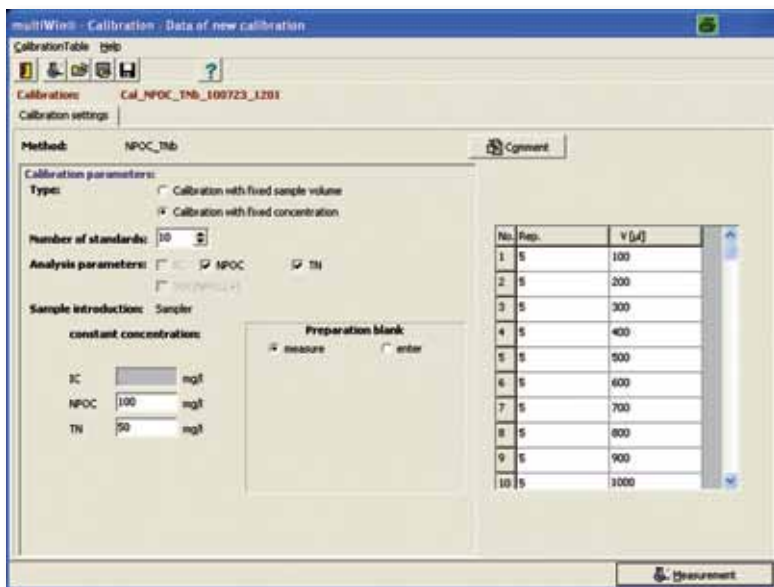 multiWin® - Calibration - Data of new calibration
CalibrationTable Help
?
Calibration: Cal_NPOC_TNb_100723_1201
Calibration settings
Method: NPOC_TNb
Comment
Calibration parameters:
Type: Calibration with fixed sample volume
Calibration with fixed concentration
Number of standards: 10
Analysis parameters: IC NPOC TN
Sample introduction: Sampler
constant concentration:
IC mg/l
NPOC 100 mg/l
TN 50 mg/l
Preparation blank
measure enter
No. Rep. V [µl]
1 5 100
2 5 200
3 5 300
4 5 400
5 5 500
6 5 600
7 5 700
8 5 800
9 5 900
10 5 1000
Measurement